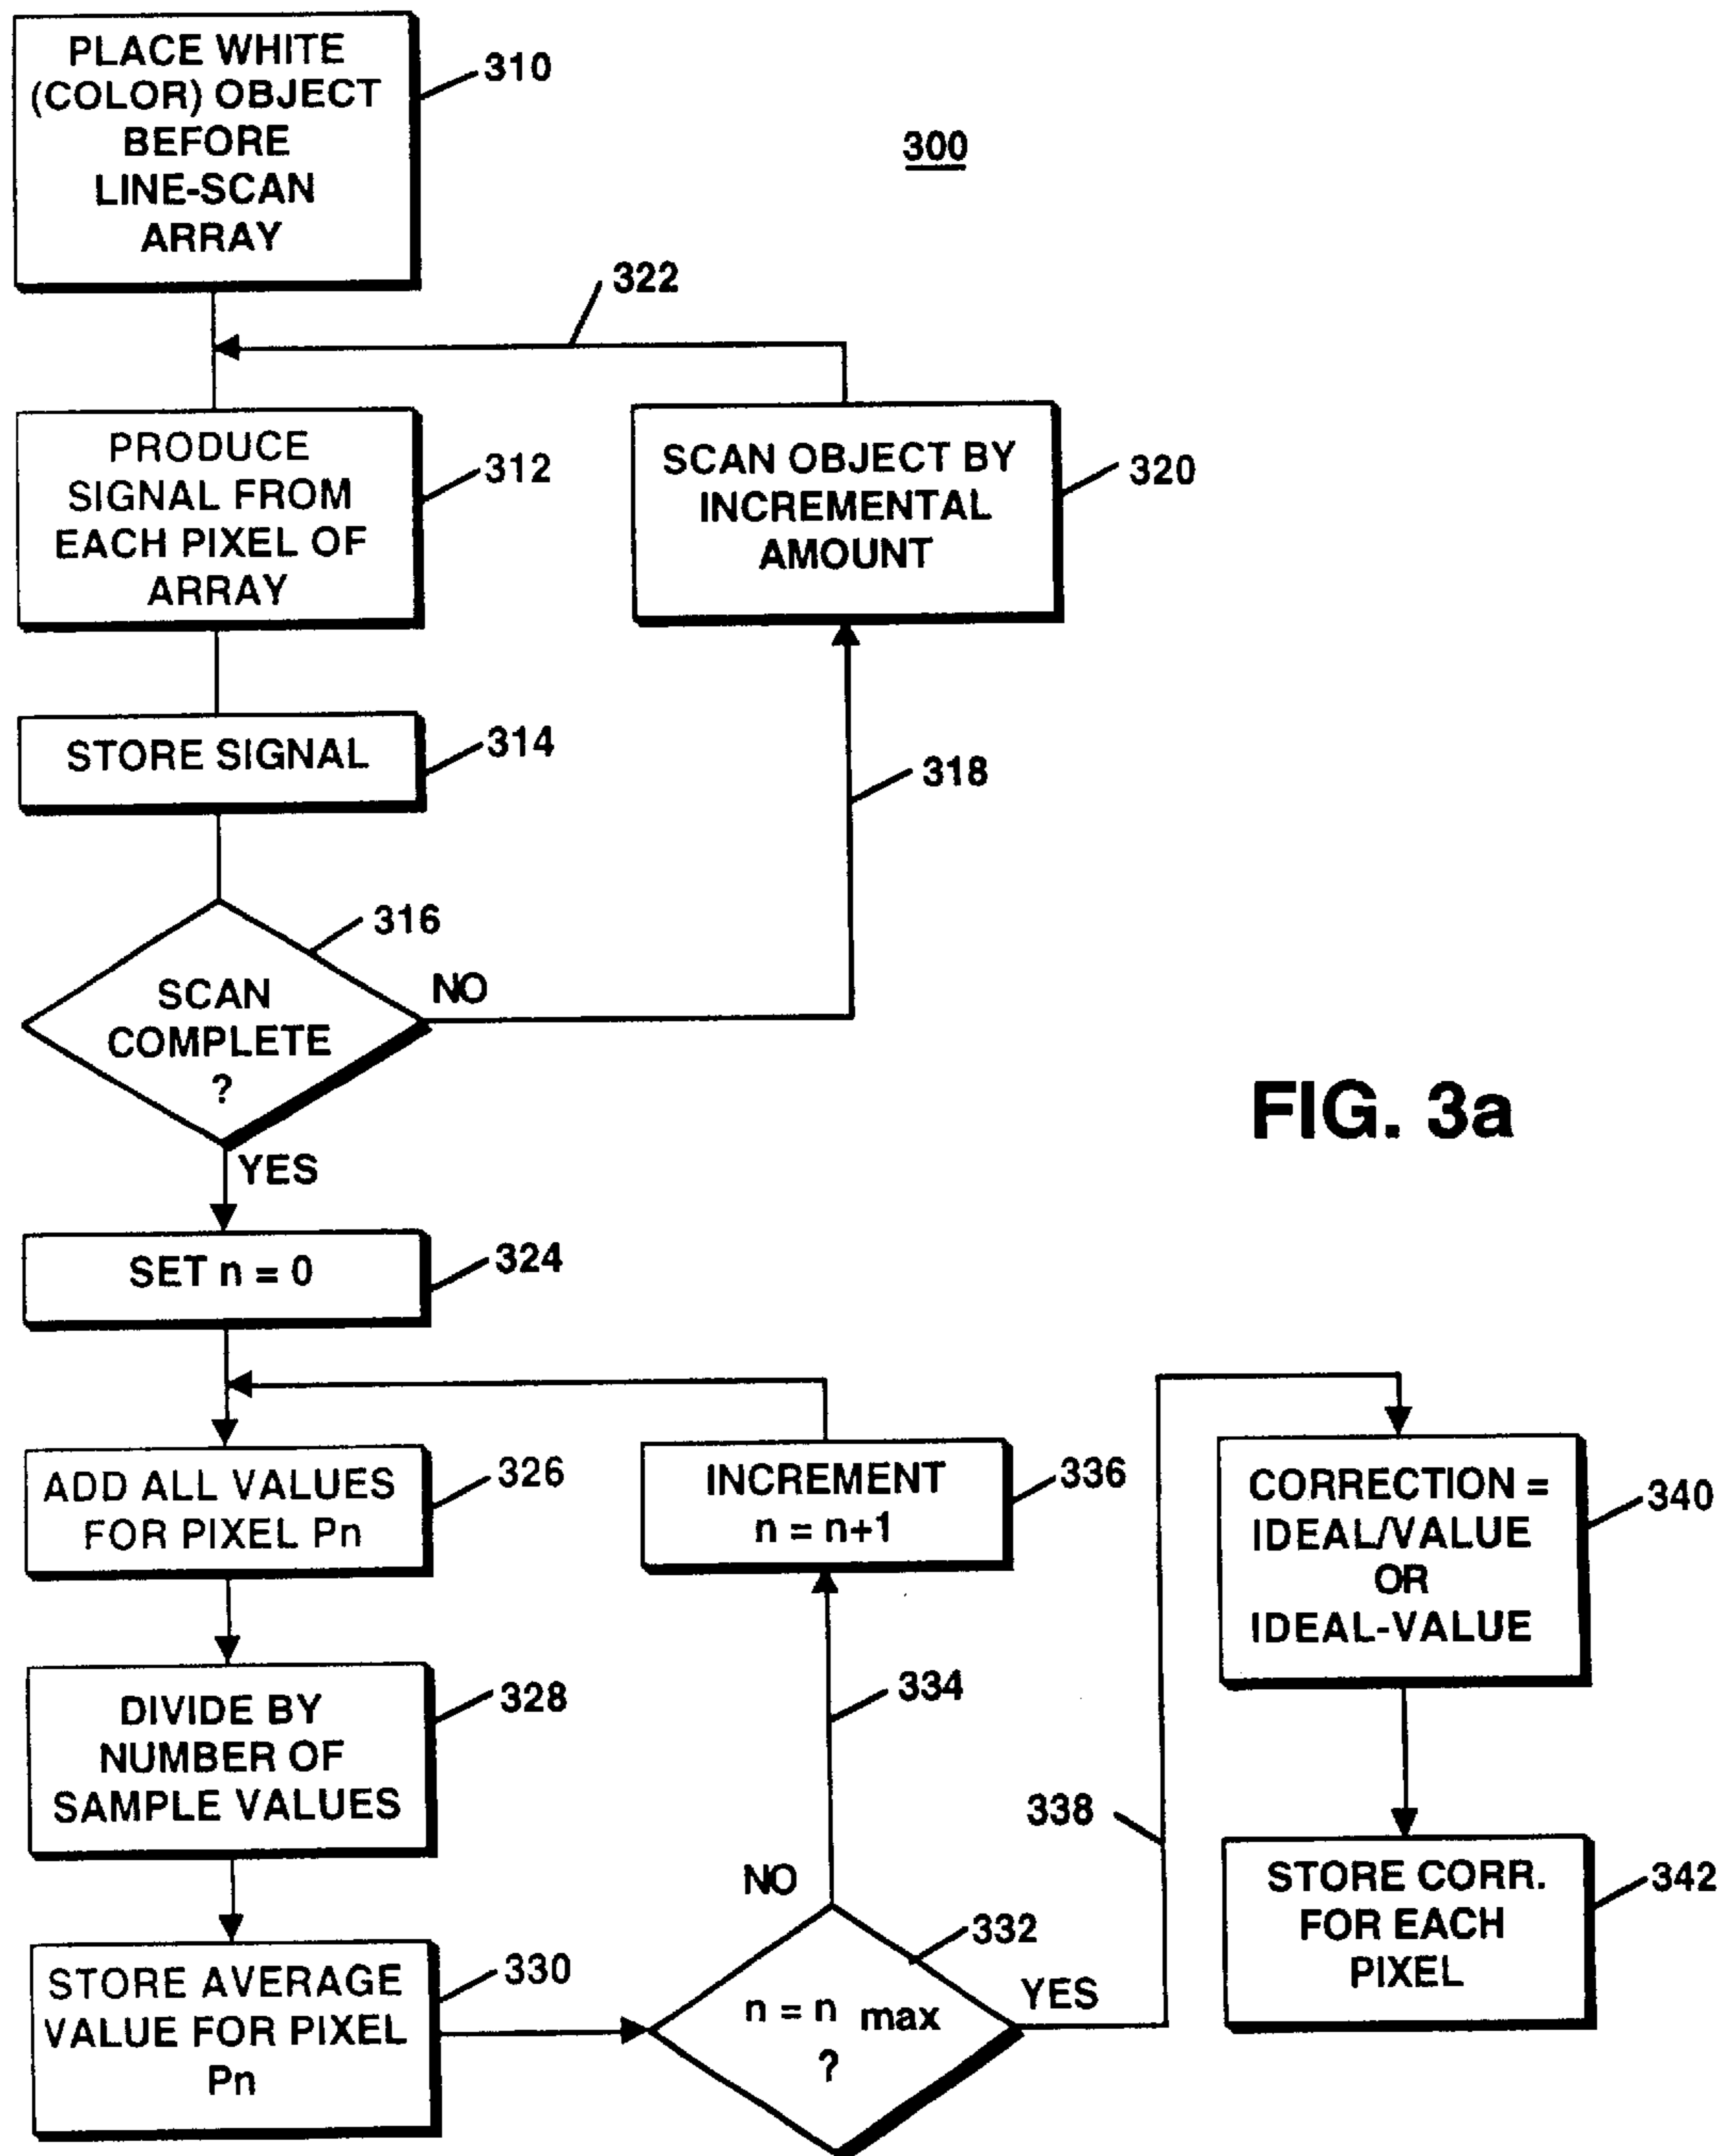 PLACE WHITE
(COLOR) OBJECT
BEFORE
LINE-SCAN
ARRAY
310
300
322
PRODUCE
SIGNAL FROM
EACH PIXEL OF
ARRAY
312
SCAN OBJECT BY
INCREMENTAL
AMOUNT
320
STORE SIGNAL
314
318
316
SCAN
COMPLETE
?
NO
YES
FIG. 3a
SET n = 0
324
ADD ALL VALUES
FOR PIXEL Pn
326
INCREMENT
n = n+1
336
CORRECTION =
IDEAL/VALUE
OR
IDEAL-VALUE
340
DIVIDE BY
NUMBER OF
SAMPLE VALUES
328
334
338
STORE AVERAGE
VALUE FOR PIXEL
Pn
330
NO
332
n = n max
?
YES
STORE CORR.
FOR EACH
PIXEL
342